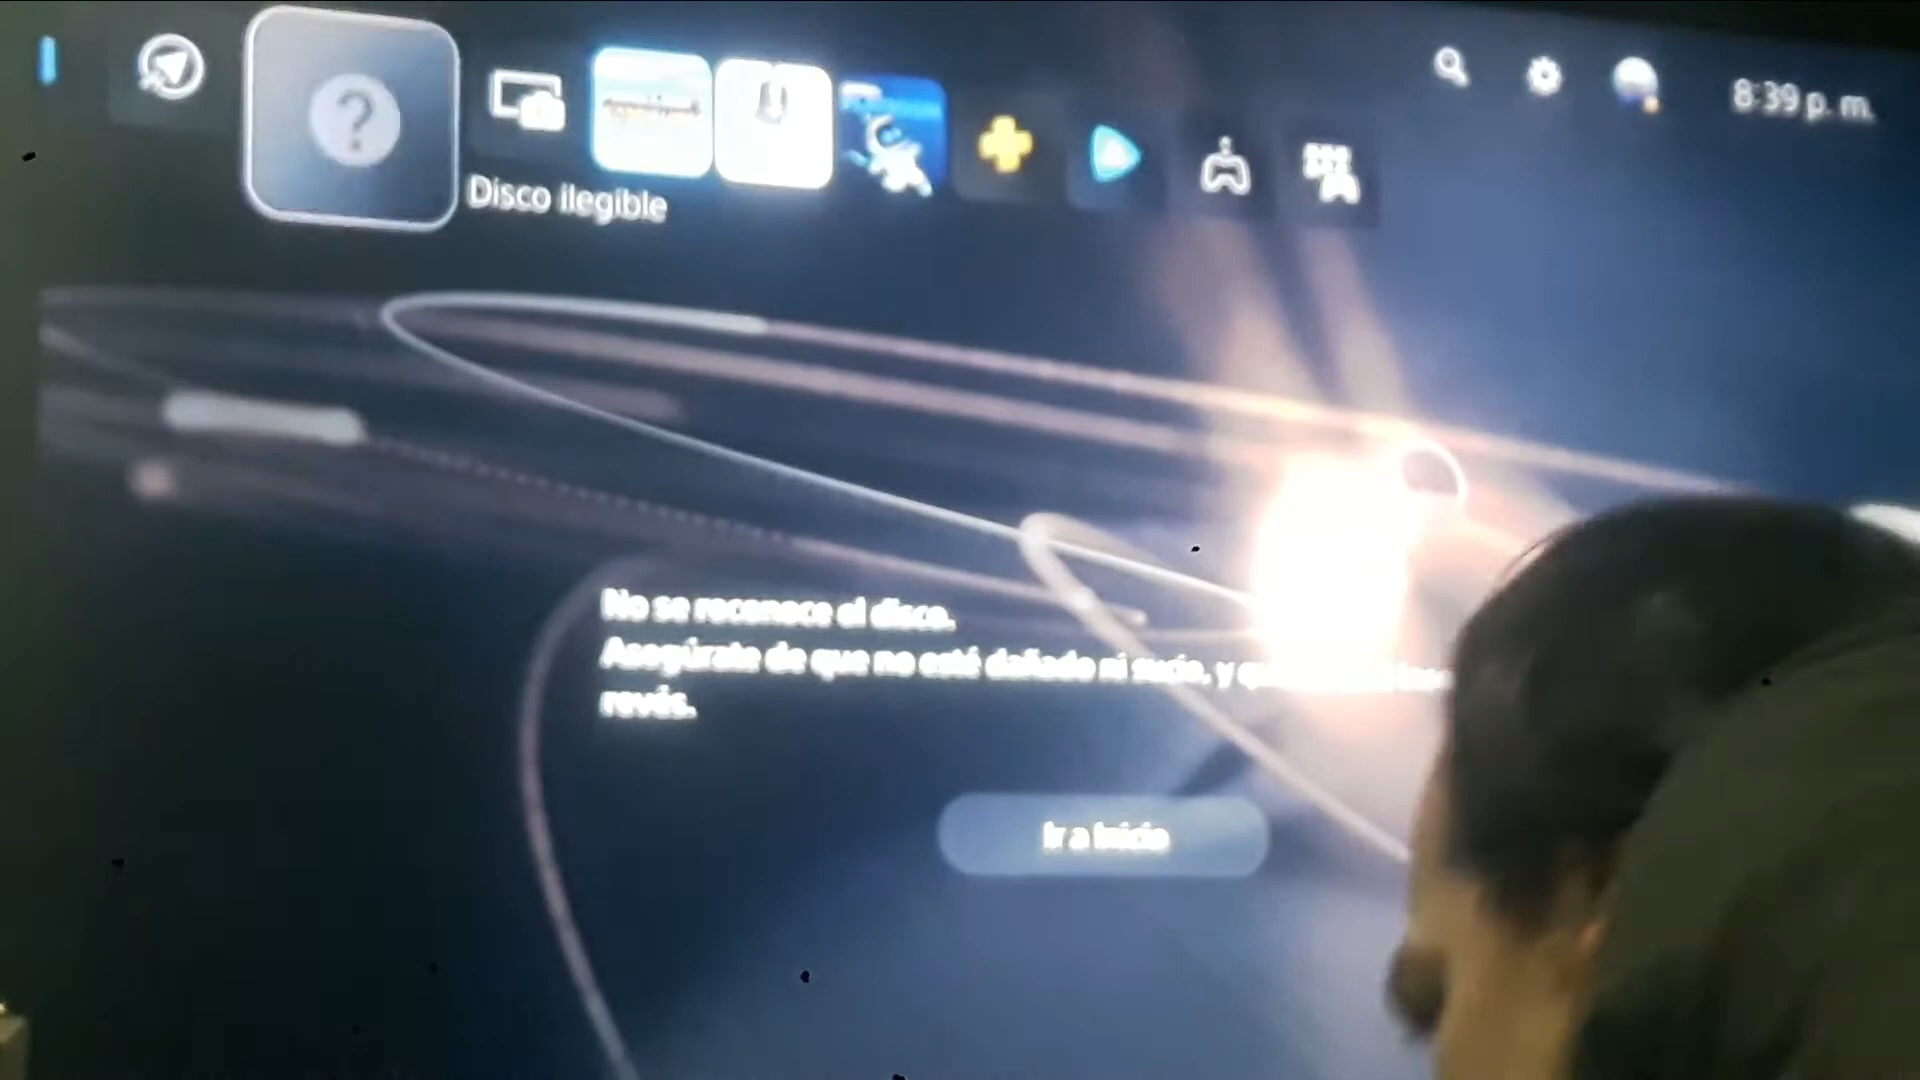 8:39 p. m.
Disco ilegible
No se reconoce el disco.
Asegúrate de que no esté dañado ni sucio, y
revés.
Ir a Inicio